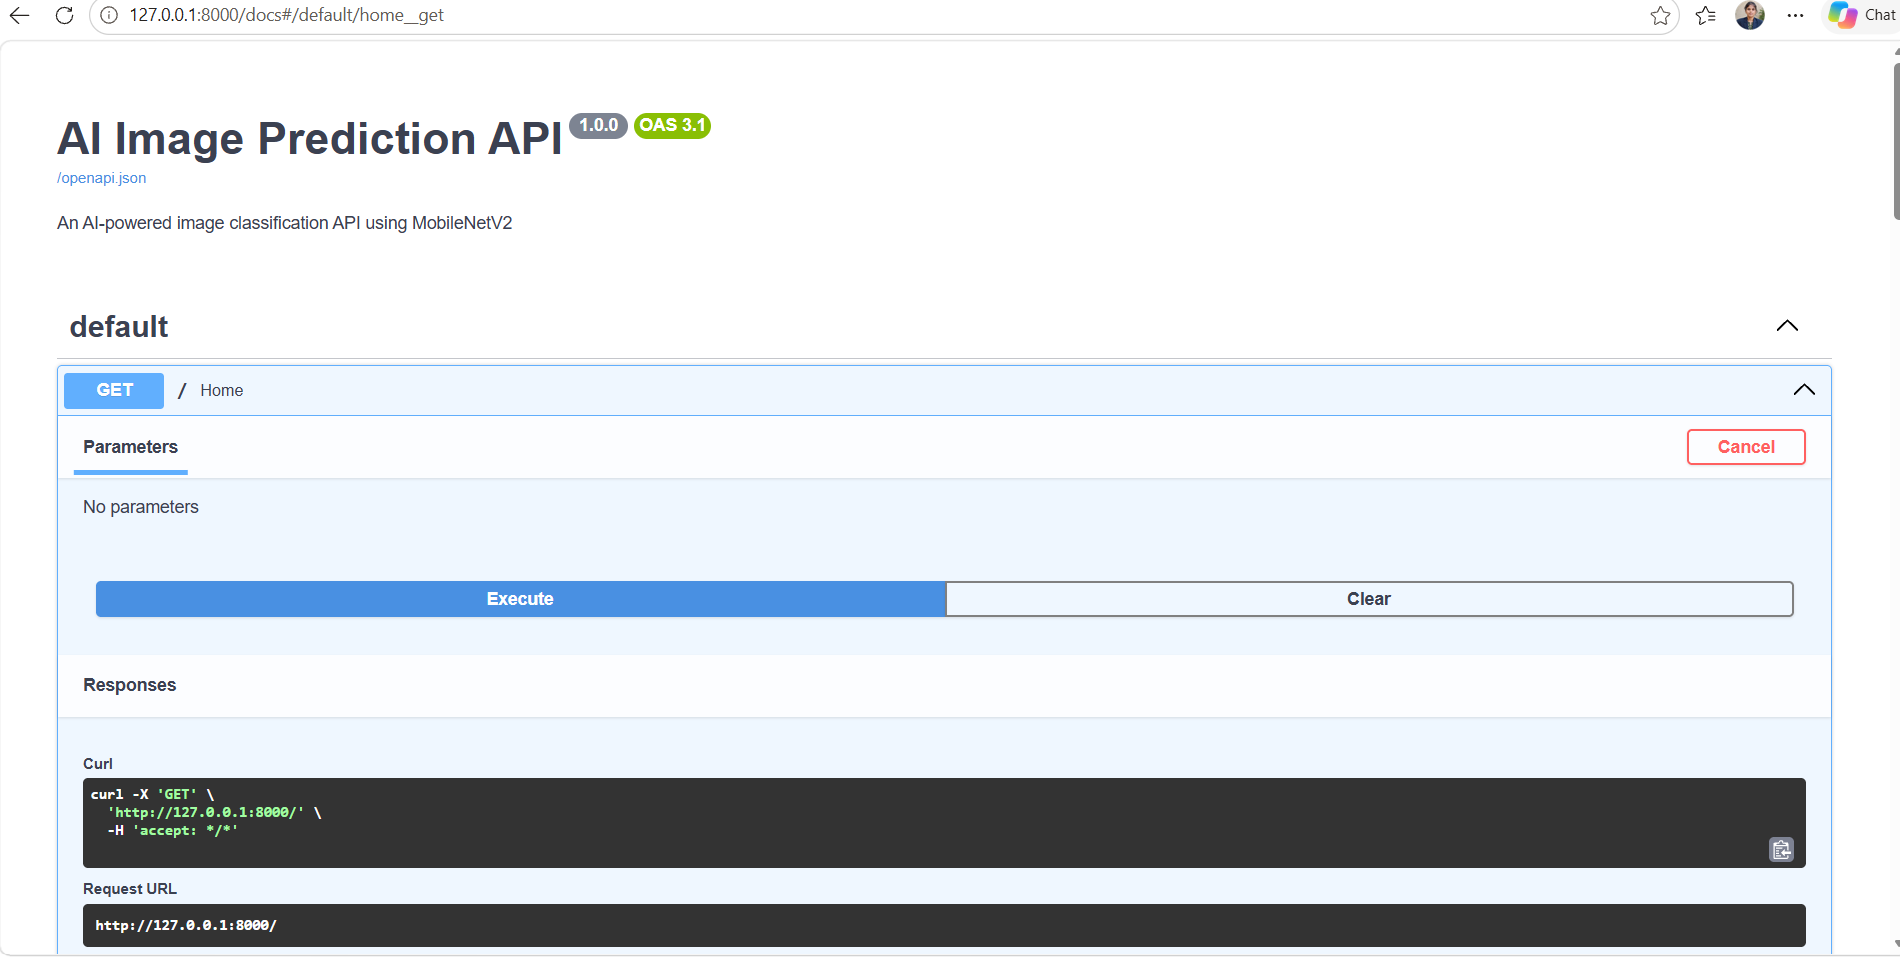 127.0.0.1:8000/docs#/default/home__get
Chat
AI Image Prediction API 1.0.0 OAS 3.1
/openapi.json
An AI-powered image classification API using MobileNetV2
default
GET / Home
Parameters
Cancel
No parameters
Execute
Clear
Responses
Curl
curl -X 'GET' \
'http://127.0.0.1:8000/' \
-H 'accept: */*'
Request URL
http://127.0.0.1:8000/